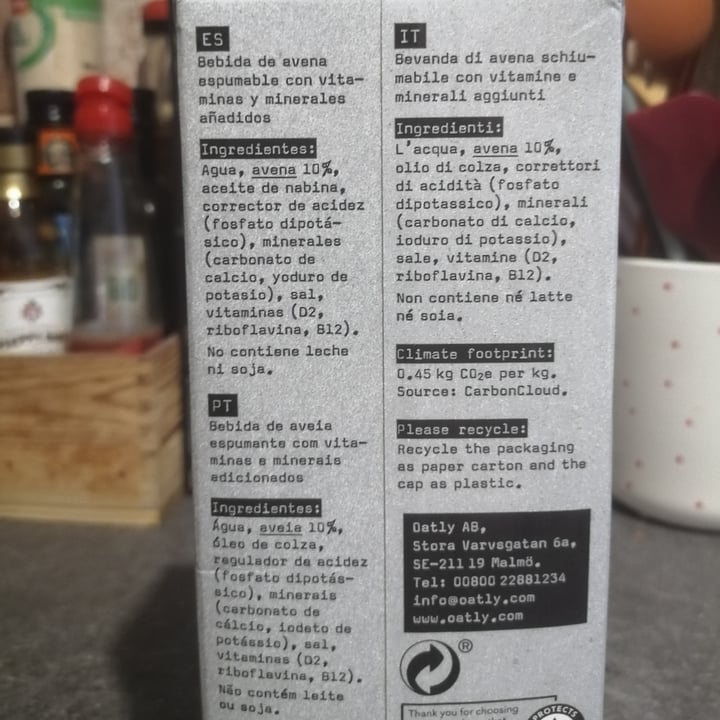 ES
Bebida de avena
espumable con vita-
minas y minerales
añadidos
Ingredientes:
Agua, avena 10%,
aceite de nabina,
corrector de acidez
(fosfato dipotá-
sico), minerales
(carbonato de
calcio, yoduro de
potasio), sal,
vitaminas (D2,
riboflavina, B12).
No contiene leche
ni soja.
PT
Bebida de aveia
espumante com vita-
minas e minerais
adicionados
Ingredientes:
Água, aveia 10%,
óleo de colza,
regulador de acidez
(fosfato dipotás-
sico), minerais
(carbonato de
cálcio, iodeto de
potássio), sal,
vitaminas (D2,
riboflavina, B12).
Não contém leite
ou soja.
IT
Bevanda di avena schiu-
mabile con vitamine e
minerali aggiunti
Ingredienti:
L'acqua, avena 10%,
olio di colza, correttori
di acidità (fosfato
dipotassico), minerali
(carbonato di calcio,
ioduro di potassio),
sale, vitamine (D2,
riboflavina, B12).
Non contiene né latte
né soia.
Climate footprint:
0.45 kg CO₂e per kg.
Source: CarbonCloud.
Please recycle:
Recycle the packaging
as paper carton and the
cap as plastic.
Oatly AB,
Stora Varvsgatan 6a,
SE-211 19 Malmö.
Tel: 00800 22881234
info@oatly.com
www.oatly.com
®
Thank you for choosing
PROTECTS